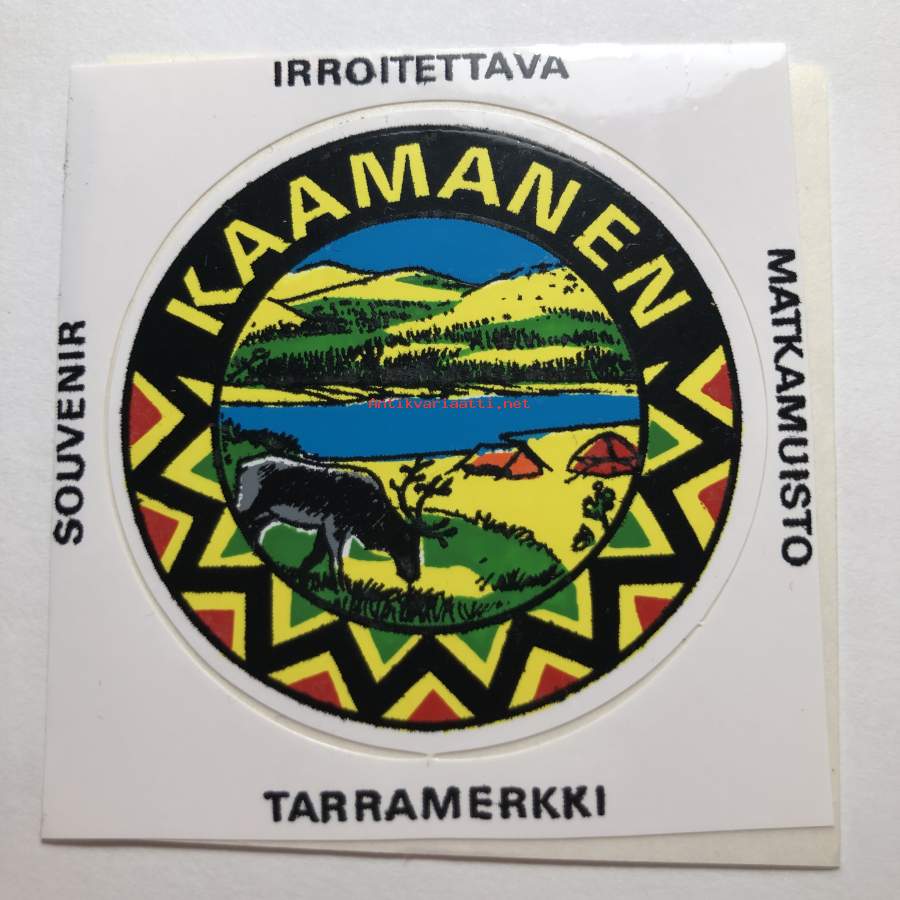 IRROITETTAVA
KAAMANEN
SOUVENIR
MATKAMUISTO
Antikvariaatti.net
TARRAMERKKI